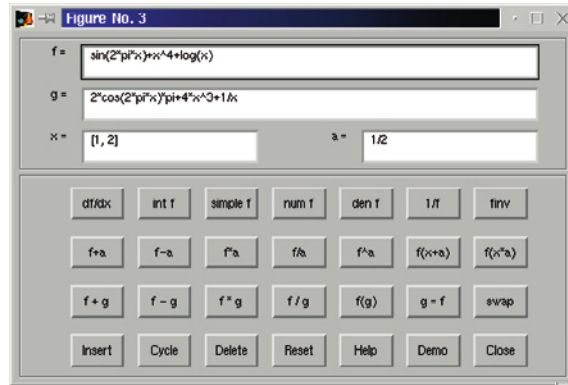 Figure No. 3
f = sin(2*pi*x)+x^4+log(x)
g = 2*cos(2*pi*x)*pi+4*x^3+1/x
x = [1, 2] a = 1/2
df/dx int f simple f num f den f 1/f finv
f+a f-a f*a f/a f^a f(x+a) f(x*a)
f + g f - g f * g f / g f(g) g = f swap
Insert Cycle Delete Reset Help Demo Close